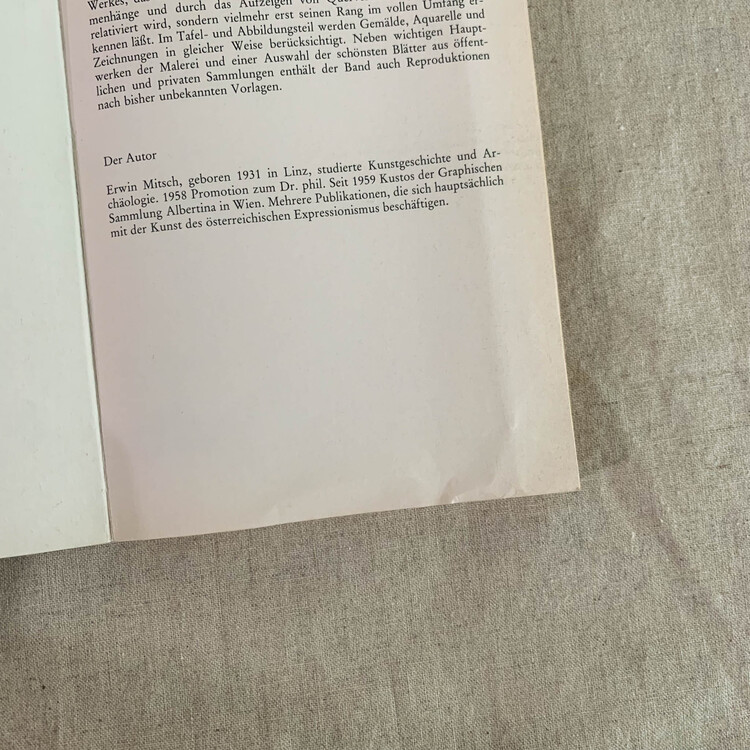 Werkes, da
menhänge und durch das Aufzeigen von
relativiert wird, sondern vielmehr erst seinen Rang im vollen Umfang er-
kennen läßt. Im Tafel- und Abbildungsteil werden Gemälde, Aquarelle und
Zeichnungen in gleicher Weise berücksichtigt. Neben wichtigen Haupt-
werken der Malerei und einer Auswahl der schönsten Blätter aus öffent-
lichen und privaten Sammlungen enthält der Band auch Reproduktionen
nach bisher unbekannten Vorlagen.
Der Autor
Erwin Mitsch, geboren 1931 in Linz, studierte Kunstgeschichte und Ar-
chäologie. 1958 Promotion zum Dr. phil. Seit 1959 Kustos der Graphischen
Sammlung Albertina in Wien. Mehrere Publikationen, die sich hauptsächlich
mit der Kunst des österreichischen Expressionismus beschäftigen.